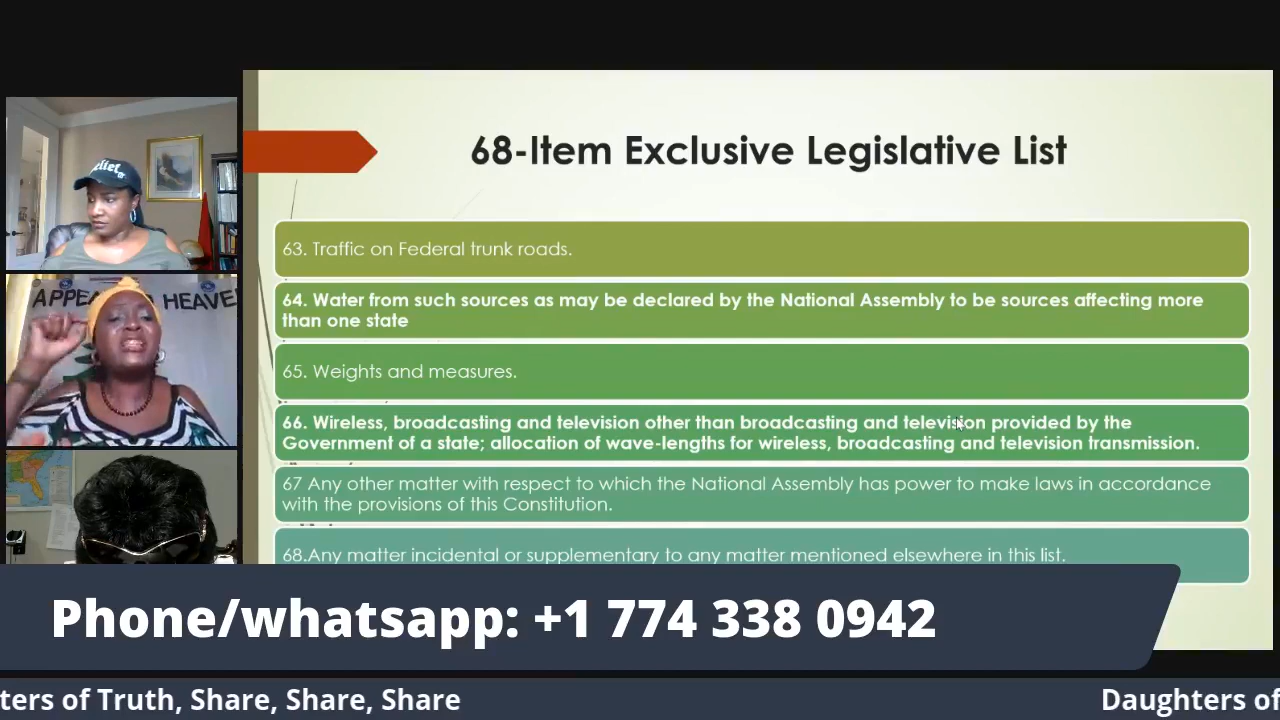 68-Item Exclusive Legislative List
63. Traffic on Federal trunk roads.
64. Water from such sources as may be declared by the National Assembly to be sources affecting more
than one state
65. Weights and measures.
66. Wireless, broadcasting and television other than broadcasting and television provided by the
Government of a state; allocation of wave-lengths for wireless, broadcasting and television transmission.
67 Any other matter with respect to which the National Assembly has power to make laws in accordance
with the provisions of this Constitution.
68.Any matter incidental or supplementary to any matter mentioned elsewhere in this list.
HEAVE
Phone/whatsapp: +1 774 338 0942
ters of Truth, Share, Share, Share
Daughters of